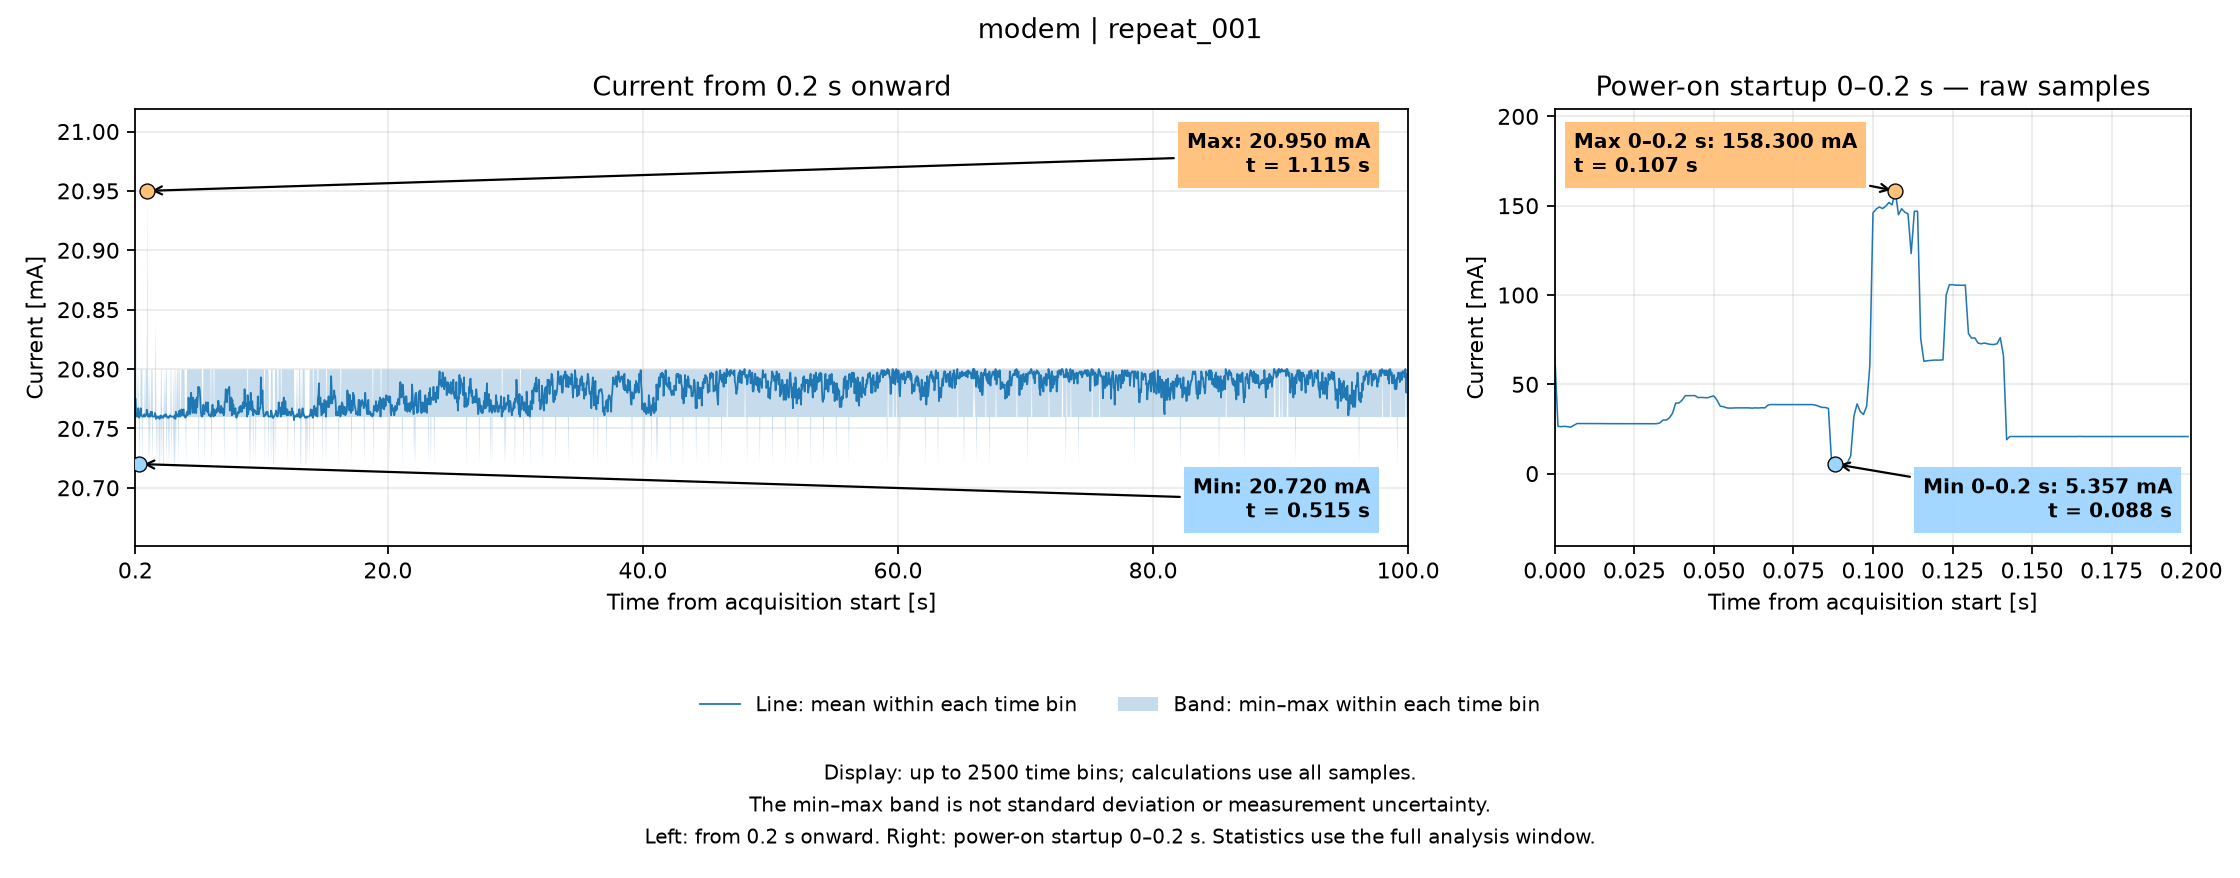 modem | repeat_001
Current from 0.2 s onward
21.00
20.95
20.90
20.85
20.80
20.75
20.70
Current [mA]
Max: 20.950 mA
t = 1.115 s
Min: 20.720 mA
t = 0.515 s
0.2
20.0
40.0
60.0
80.0
100.0
Time from acquisition start [s]
Power-on startup 0–0.2 s — raw samples
200
150
100
50
0
Current [mA]
Max 0–0.2 s: 158.300 mA
t = 0.107 s
Min 0–0.2 s: 5.357 mA
t = 0.088 s
0.000
0.025
0.050
0.075
0.100
0.125
0.150
0.175
0.200
Time from acquisition start [s]
Line: mean within each time bin
Band: min–max within each time bin
Display: up to 2500 time bins; calculations use all samples.
The min–max band is not standard deviation or measurement uncertainty.
Left: from 0.2 s onward. Right: power-on startup 0–0.2 s. Statistics use the full analysis window.